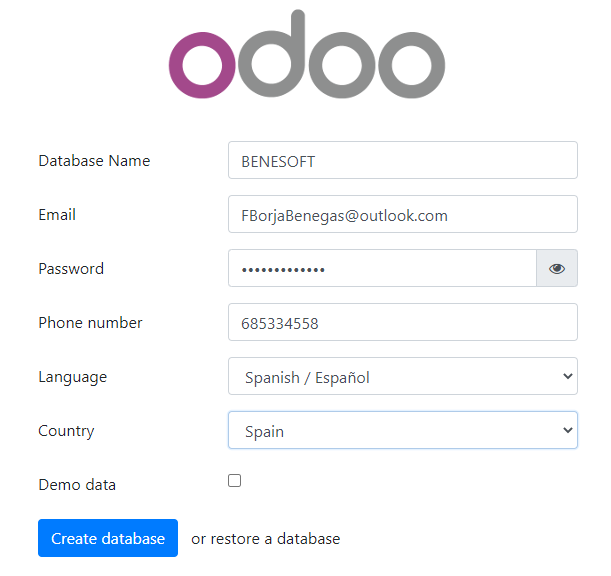 odoo
Database Name BENESOFT
Email FBorjaBenegas@outlook.com
Password •••••••••••••
Phone number 685334558
Language Spanish / Español
Country Spain
Demo data
Create database or restore a database